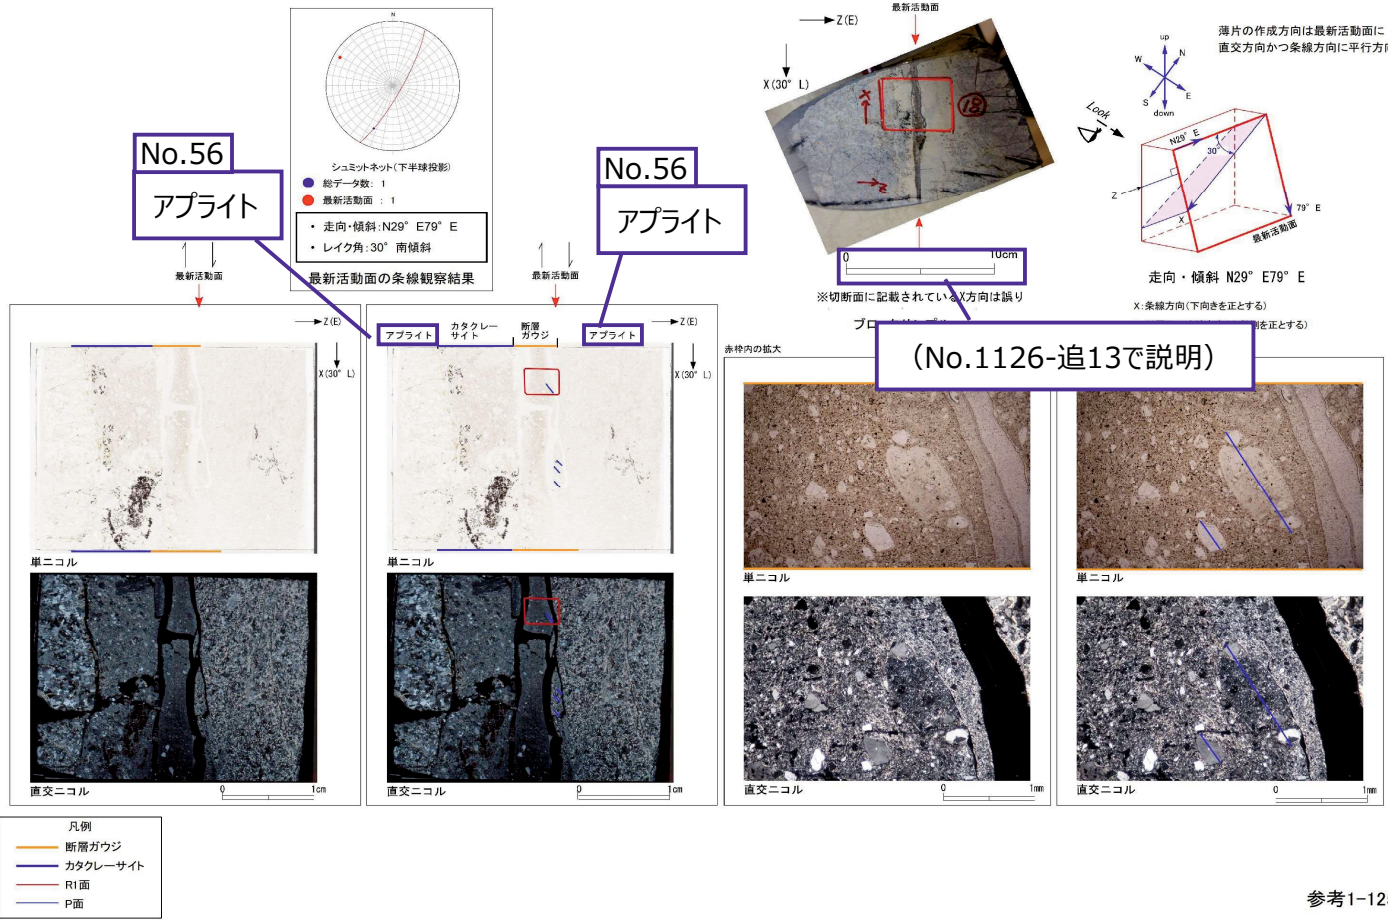 N
シュミットネット(下半球投影)
総データ数: 1
最新活動面 : 1
・ 走向・傾斜:N29° E79° E
・ レイク角:30° 南傾斜
最新活動面の条線観察結果
No.56
アプライト
No.56
アプライト
最新活動面
Z(E)
X(30° L)
X
Z
18
0
10cm
※切断面に記載されているX方向は誤り
(No.1126-追13で説明)
薄片の作成方向は最新活動面に
直交方向かつ条線方向に平行方向
up
N
W
E
S
down
Look
N29° E
30°
Z
X
79° E
最新活動面
走向・傾斜 N29° E79° E
X:条線方向(下向きを正とする)
側を正とする)
最新活動面
Z(E)
X(30° L)
単ニコル
直交ニコル
0
1cm
最新活動面
アプライト
カタクレー
サイト
断層
ガウジ
アプライト
Z(E)
X(30° L)
単ニコル
直交ニコル
0
1cm
赤枠内の拡大
単ニコル
直交ニコル
0
1mm
単ニコル
直交ニコル
0
1mm
凡例
断層ガウジ
カタクレーサイト
R1面
P面
参考1-12